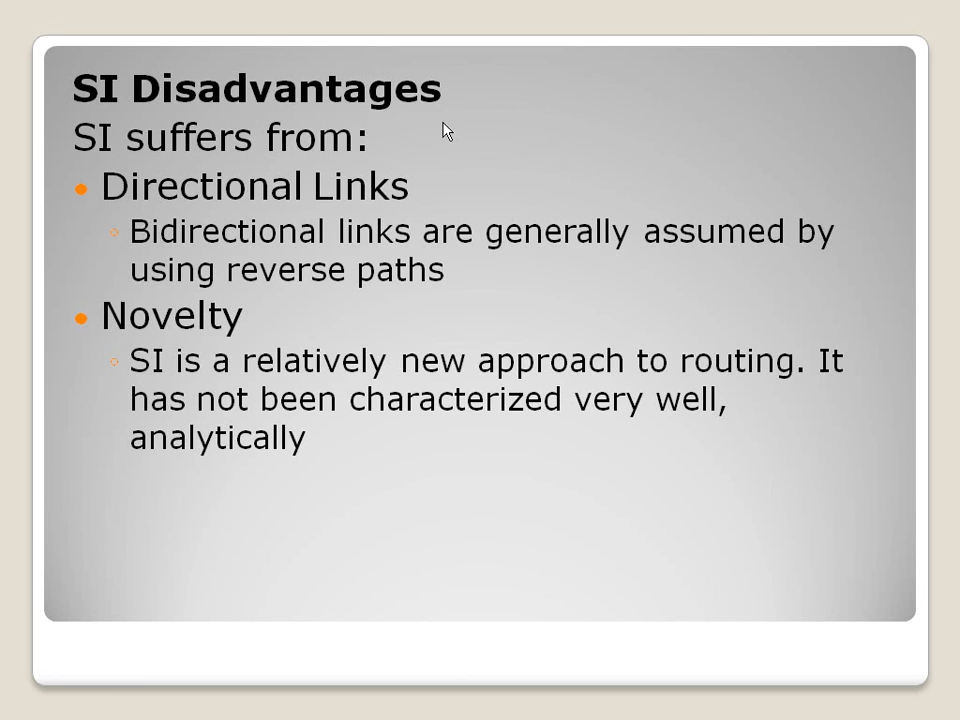 SI Disadvantages
SI suffers from:
Directional Links
Bidirectional links are generally assumed by
using reverse paths
Novelty
SI is a relatively new approach to routing. It
has not been characterized very well,
analytically